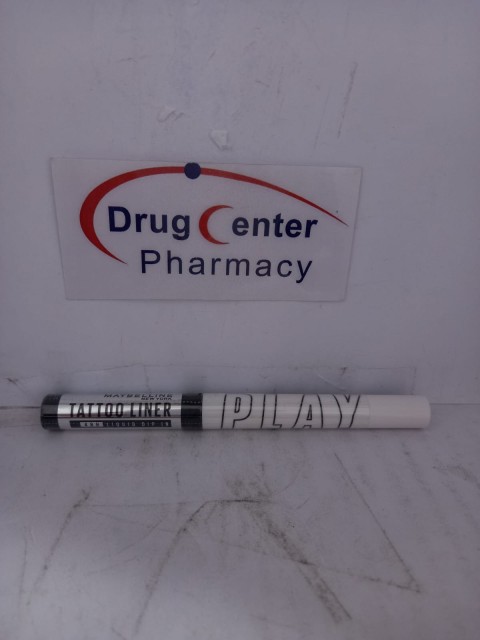 Drug Center
Pharmacy
MAYBELLINE
NEW YORK
TATTOO LINER
PLAY